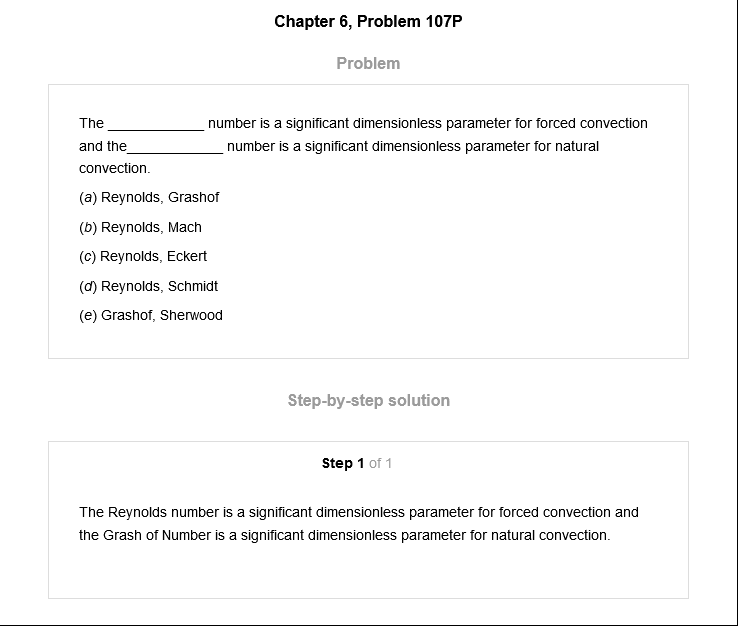 Chapter 6, Problem 107P
Problem
The ____________ number is a significant dimensionless parameter for forced convection
and the____________ number is a significant dimensionless parameter for natural
convection.
(a) Reynolds, Grashof
(b) Reynolds, Mach
(c) Reynolds, Eckert
(d) Reynolds, Schmidt
(e) Grashof, Sherwood
Step-by-step solution
Step 1 of 1
The Reynolds number is a significant dimensionless parameter for forced convection and
the Grash of Number is a significant dimensionless parameter for natural convection.